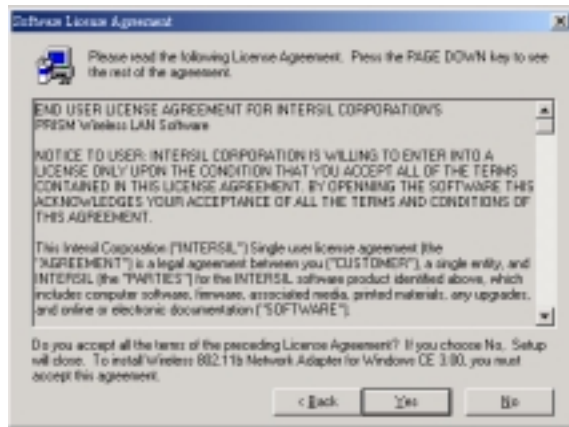 Software License Agreement
Please read the following License Agreement. Press the PAGE DOWN key to see
the rest of the agreement.
END USER LICENSE AGREEMENT FOR INTERSIL CORPORATION'S
PRISM Wireless LAN Software
NOTICE TO USER: INTERSIL CORPORATION IS WILLING TO ENTER INTO A
LICENSE ONLY UPON THE CONDITION THAT YOU ACCEPT ALL OF THE TERMS
CONTAINED IN THIS LICENSE AGREEMENT. BY OPENNING THE SOFTWARE THIS
ACKNOWLEDGES YOUR ACCEPTANCE OF ALL THE TERMS AND CONDITIONS OF
THIS AGREEMENT.
This Intersil Corporation ("INTERSIL") Single user license agreement (the
"AGREEMENT") is a legal agreement between you ("CUSTOMER"), a single entity, and
INTERSIL (the "PARTIES") for the INTERSIL software product identified above, which
includes computer software, firmware, associated media, printed materials, any upgrades,
and online or electronic documentation ("SOFTWARE").
Do you accept all the terms of the preceding License Agreement? If you choose No, Setup
will close. To install Wireless 802.11b Network Adapter for Windows CE 3.00, you must
accept this agreement.
< Back Yes No